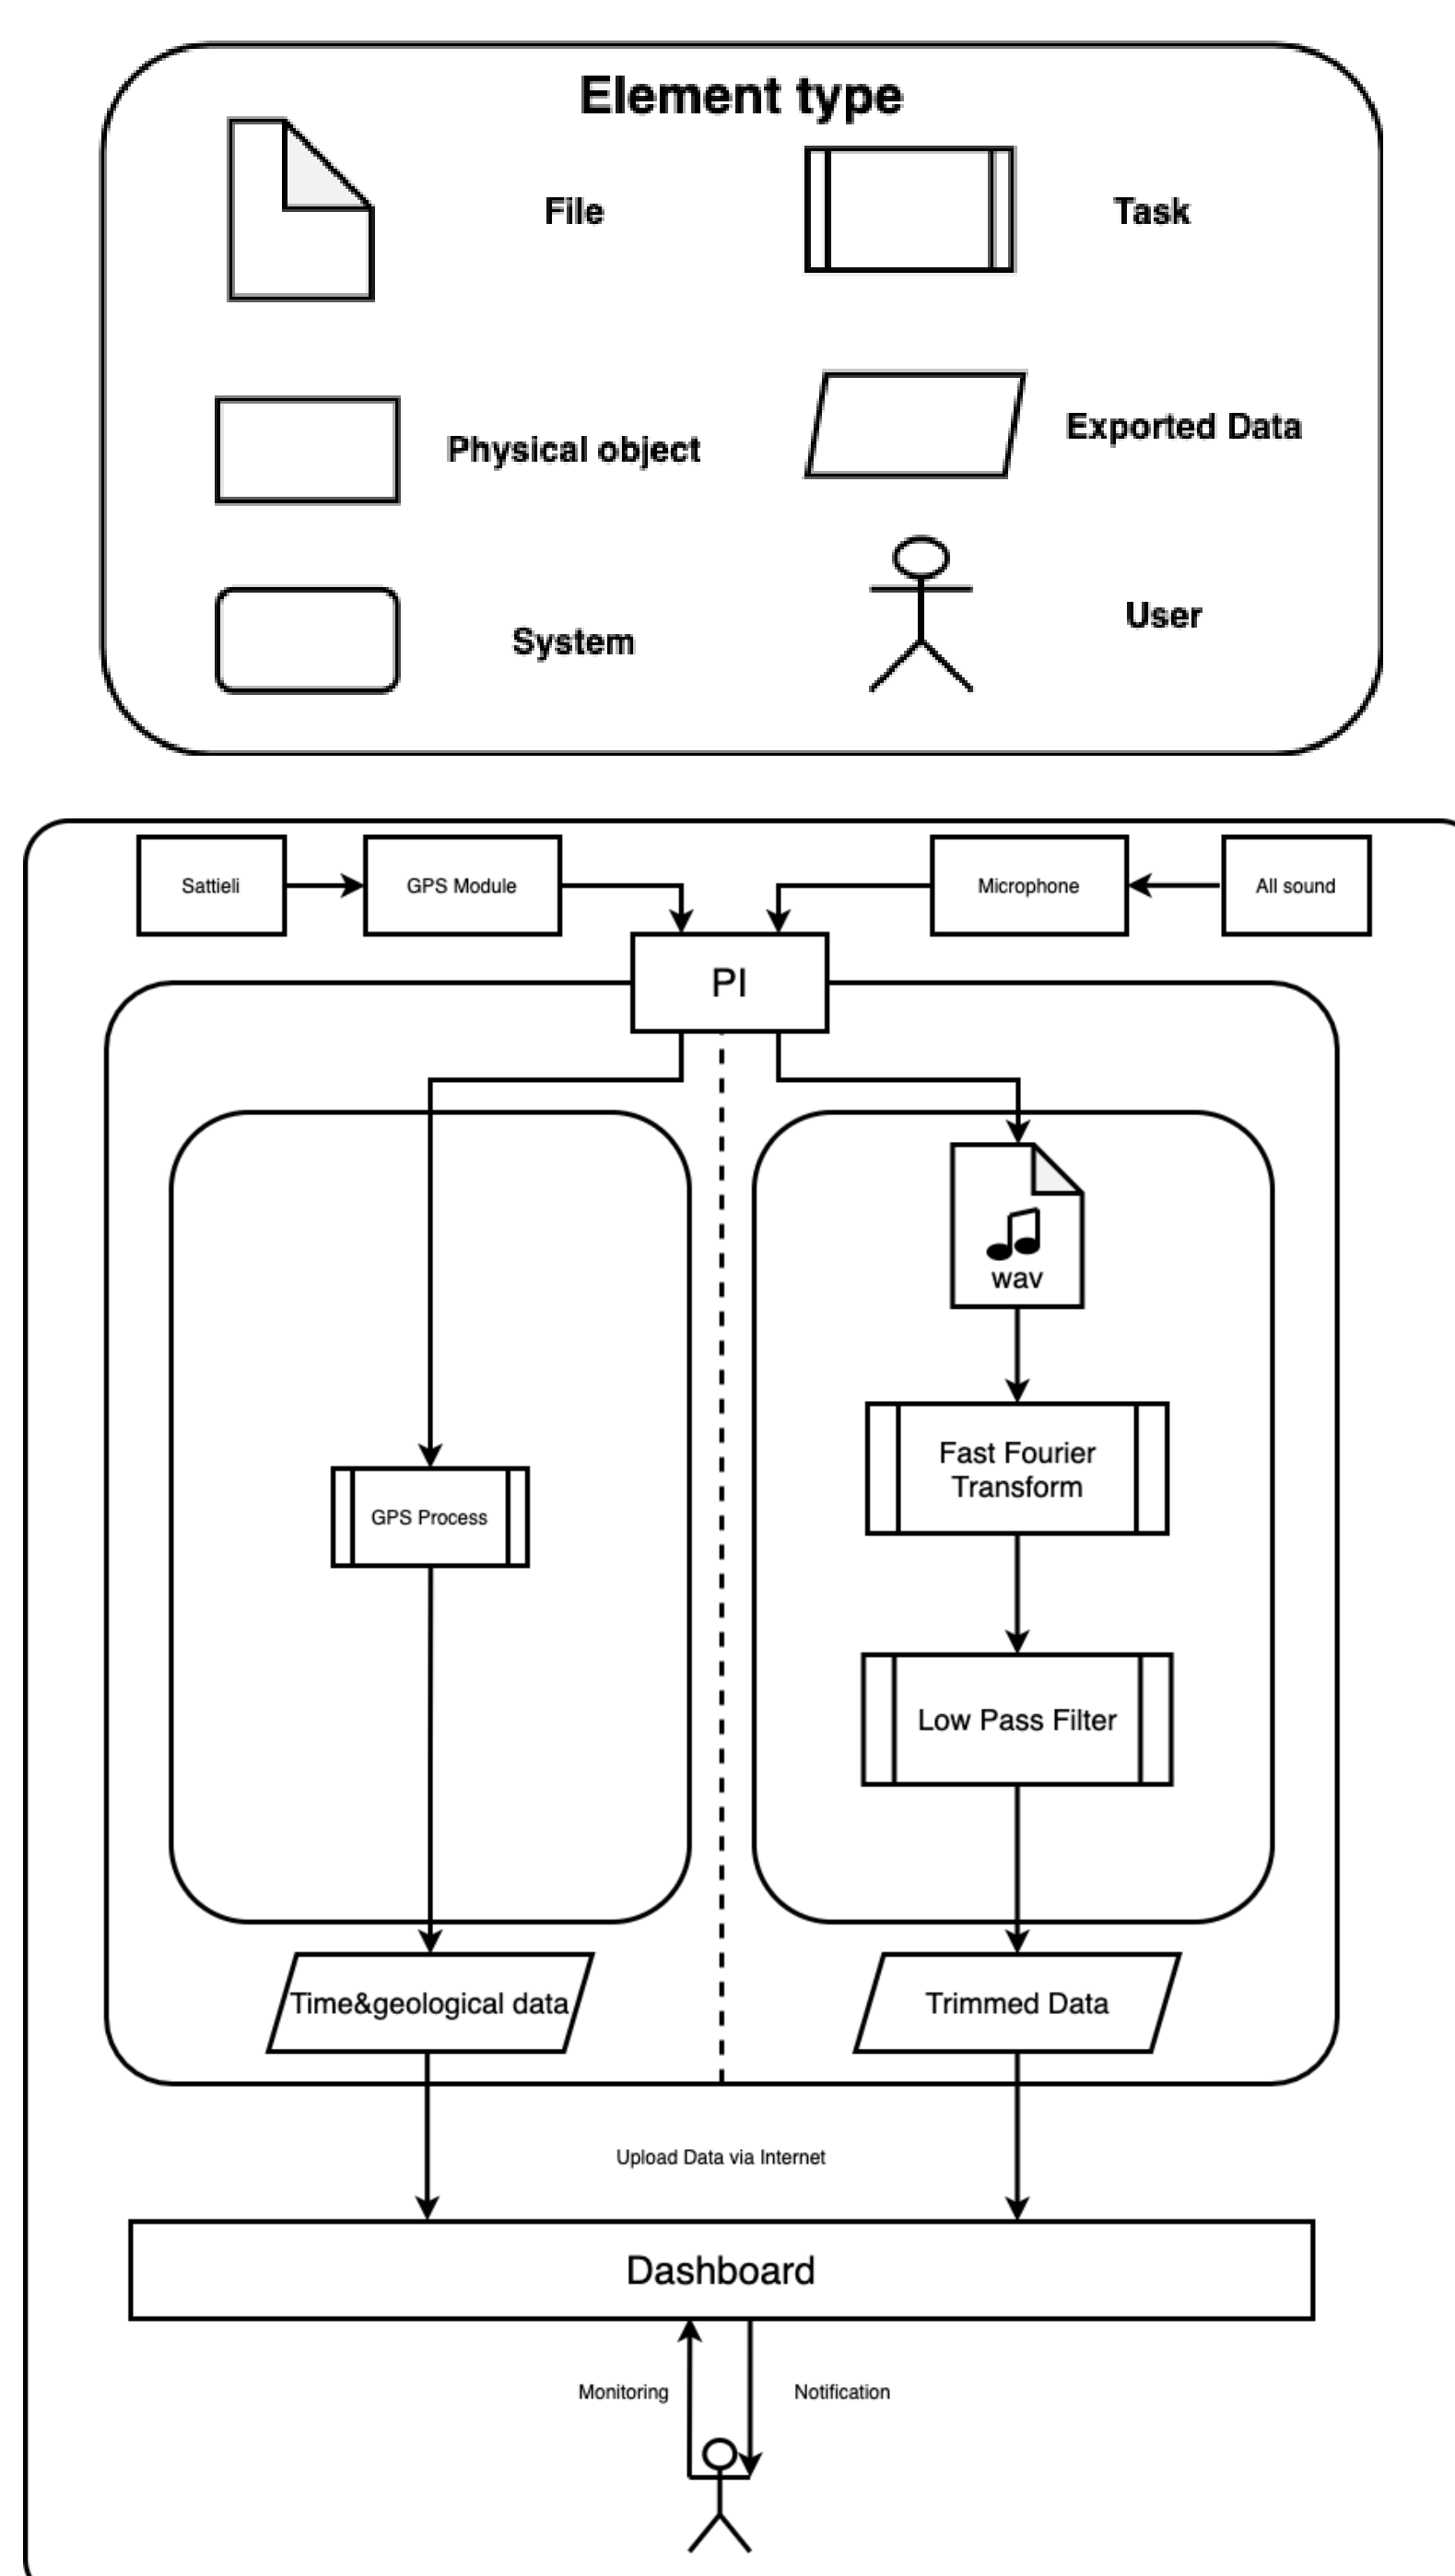 Element type
File
Task
Physical object
Exported Data
System
User
Sattieli
GPS Module
Microphone
All sound
PI
wav
Fast Fourier
Transform
GPS Process
Low Pass Filter
Time&geological data
Trimmed Data
Upload Data via Internet
Dashboard
Monitoring
Notification